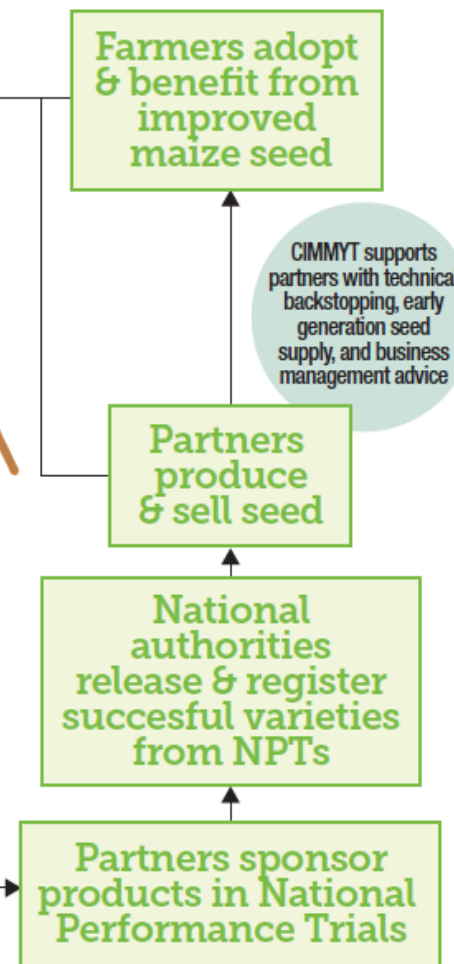 Farmers adopt
& benefit from
improved
maize seed
CIMMYT supports
partners with technica
backstopping, early
generation seed
supply, and business
management advice
Partners
produce
& sell seed
National
authorities
release & register
succesful varieties
from NPTs
Partners sponsor
products in National
Performance Trials